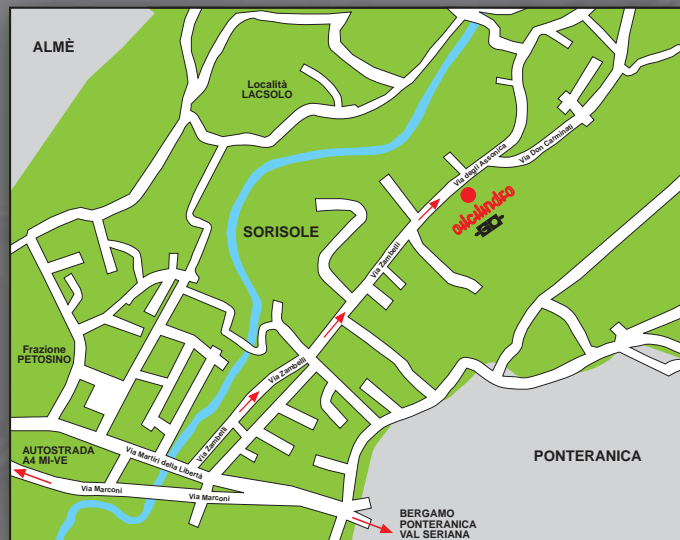 ALMÈ
Località
LACSOLO
Via Don Carminati
Via degli Assonica
oilcilindro
SORISOLE
Via Zambelli
Frazione
PETOSINO
Via Zambelli
Via Zambelli
AUTOSTRADA
A4 MI-VE
Via Martiri della Libertà
PONTERANICA
Via Marconi
Via Marconi
BERGAMO
PONTERANICA
VAL SERIANA